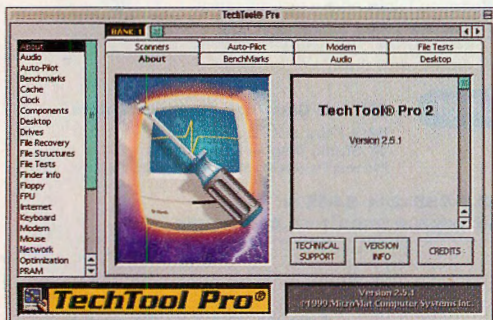 TechTool® Pro
BANK 1
Scanners
Auto-Pilot
Modem
File Tests
About
BenchMarks
Audio
Desktop
About
Audio
Auto-Pilot
Benchmarks
Cache
Clock
Components
Desktop
Drives
File Recovery
File Structures
File Tests
Finder Info
Floppy
FPU
Internet
Keyboard
Modem
Mouse
Network
Optimization
PRAM
TechTool® Pro 2
Version 2.5.1
TECHNICAL
SUPPORT
VERSION
INFO
CREDITS
TechTool Pro®
Version 2.5.1
©1999 MicroMat Computer Systems Inc.